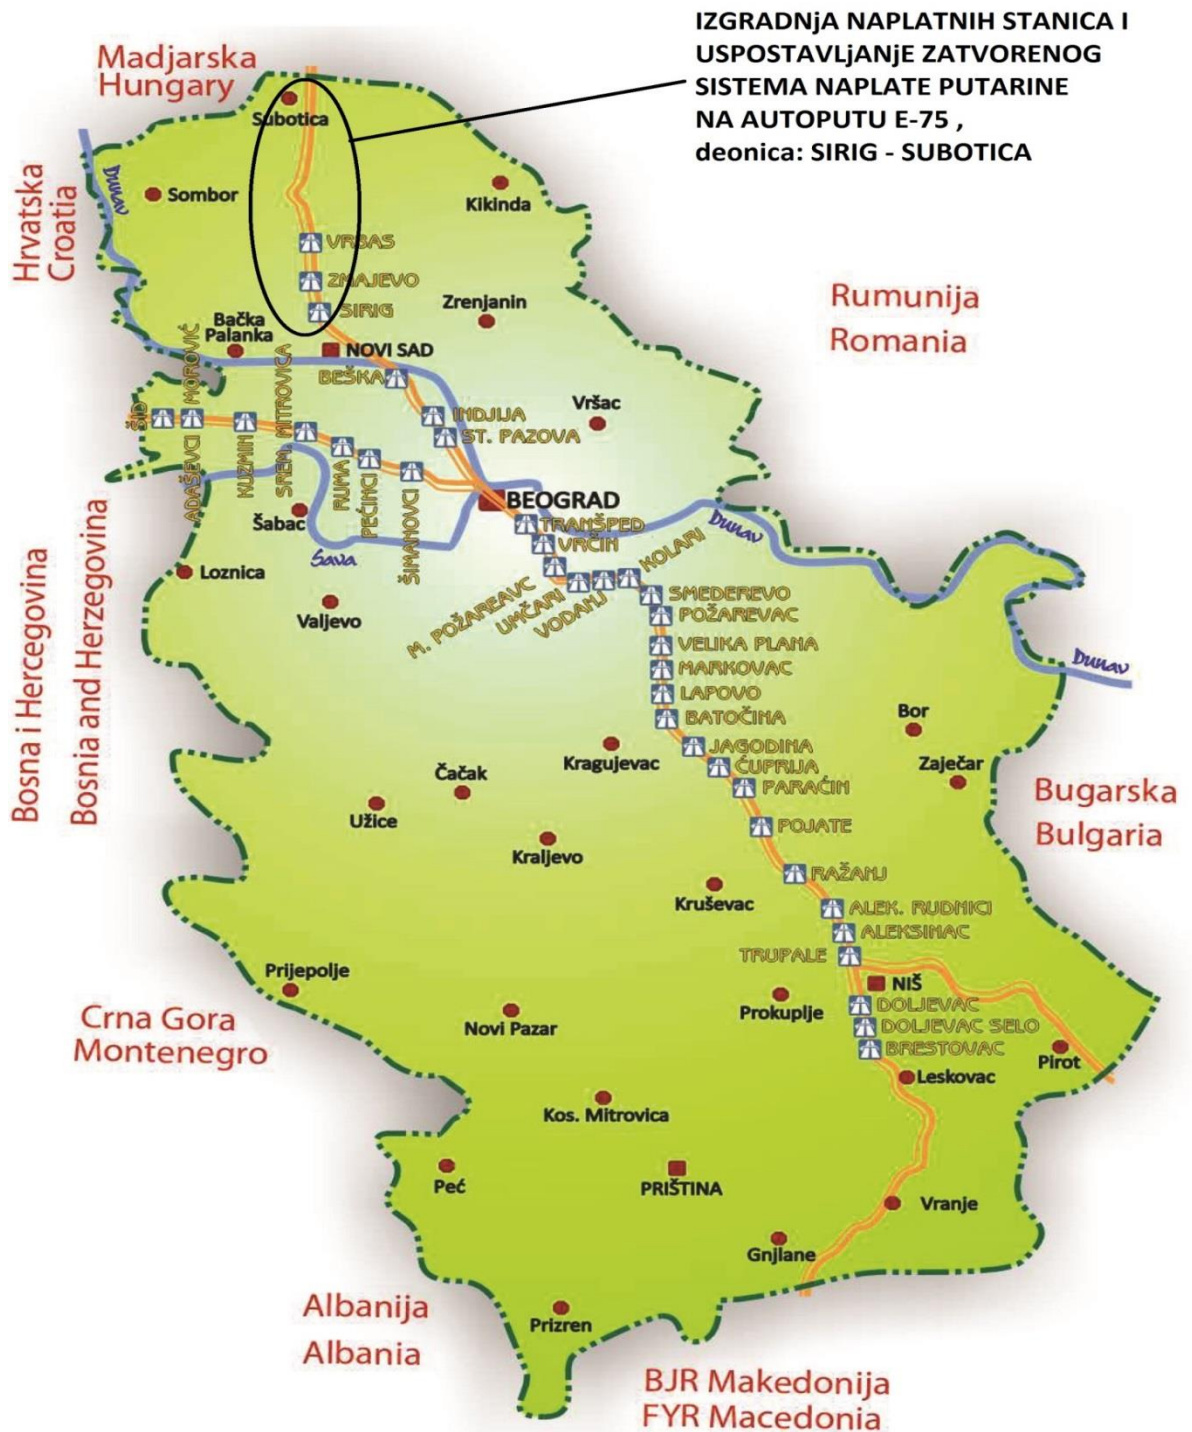 IZGRADNjA NAPLATNIH STANICA I
USPOSTAVLjANjE ZATVORENOG
SISTEMA NAPLATE PUTARINE
NA AUTOPUTU E-75 ,
deonica: SIRIG - SUBOTICA
Madjarska
Hungary
Subotica
Hrvatska
Croatia
Dunav
Sombor
Kikinda
VRBAS
ZMAJEVO
SIRIG
Zrenjanin
Rumunija
Romania
Bačka
Palanka
NOVI SAD
BEŠKA
INDJIJA
ST. PAZOVA
Vršac
ŠID
ADAŠEVCI
MOROVIĆ
KUZMIN
SREM. MITROVICA
RUMA
PEĆINCI
ŠIMANOVCI
BEOGRAD
TRANŠPED
VRČIN
Dunav
Šabac
Sava
KOLARI
Loznica
Valjevo
M. POŽAREAVC
UMČARI
VODANJ
SMEDEREVO
POŽAREVAC
VELIKA PLANA
MARKOVAC
LAPOVO
BATOČINA
Dunav
Bosna i Hercegovina
Bosnia and Herzegovina
Bor
JAGODINA
ĆUPRIJA
PARAĆIN
Kragujevac
Zaječar
Čačak
Užice
Kraljevo
POJATE
Bugarska
Bulgaria
RAŽANJ
Kruševac
ALEK. RUDNICI
ALEKSINAC
TRUPALE
NIŠ
Prijepolje
Novi Pazar
Prokuplje
DOLJEVAC
DOLJEVAC SELO
BRESTOVAC
Pirot
Leskovac
Crna Gora
Montenegro
Kos. Mitrovica
Peć
PRIŠTINA
Vranje
Gnjlane
Albanija
Albania
Prizren
BJR Makedonija
FYR Macedonia